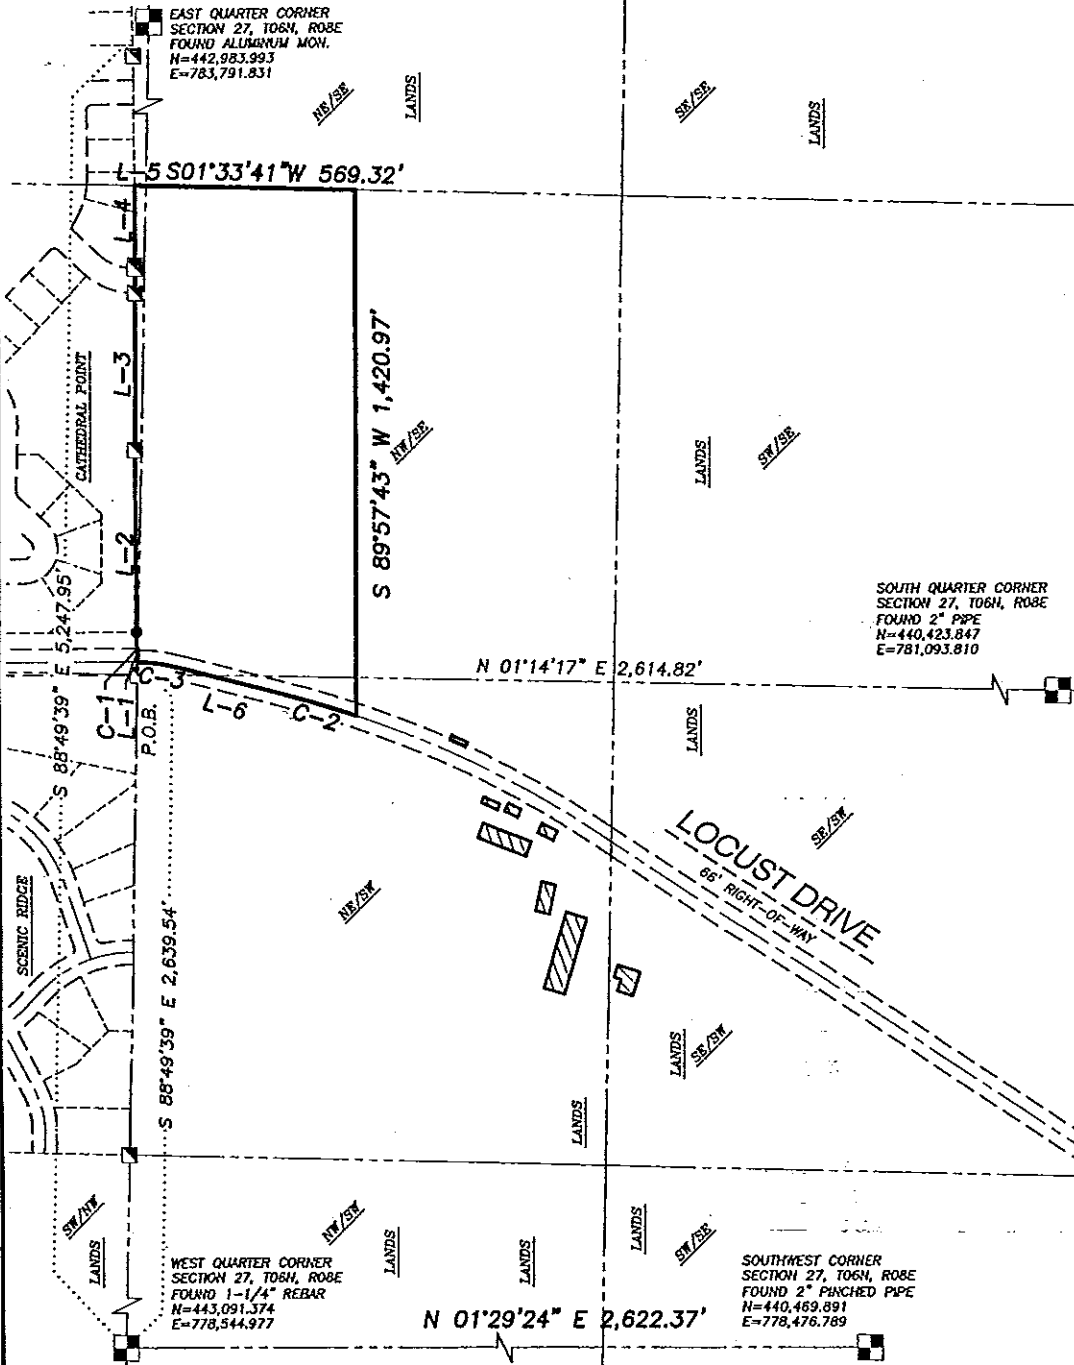 EAST QUARTER CORNER
SECTION 27, T06N, R08E
FOUND ALUMINUM MON.
N=442,983.993
E=783,791.831
NE/SE
LANDS
SE/SE
LANDS
L-5 S01°33'41"W 569.32'
L-4
L-3
CATHEDRAL POINT
L-2
S 89°57'43" W 1,420.97'
NW/SE
LANDS
SW/SE
SOUTH QUARTER CORNER
SECTION 27, T06N, R08E
FOUND 2" PIPE
N=440,423.847
E=781,093.810
N 01°14'17" E 2,614.82'
S 88°49'39" E 5,247.95'
C-1
L-1
P.O.B.
C-3
L-6
C-2
LANDS
SE/SW
LOCUST DRIVE
66' RIGHT-OF-WAY
NE/SW
SCENIC RIDGE
S 88°49'39" E 2,639.54'
LANDS
SE/SW
LANDS
SW/NW
LANDS
NW/SW
LANDS
LANDS
LANDS
SW/SE
WEST QUARTER CORNER
SECTION 27, T06N, R08E
FOUND 1-1/4" REBAR
N=443,091.374
E=778,544.977
SOUTHWEST CORNER
SECTION 27, T06N, R08E
FOUND 2" PINCHED PIPE
N=440,469.891
E=778,476.789
N 01°29'24" E 2,622.37'